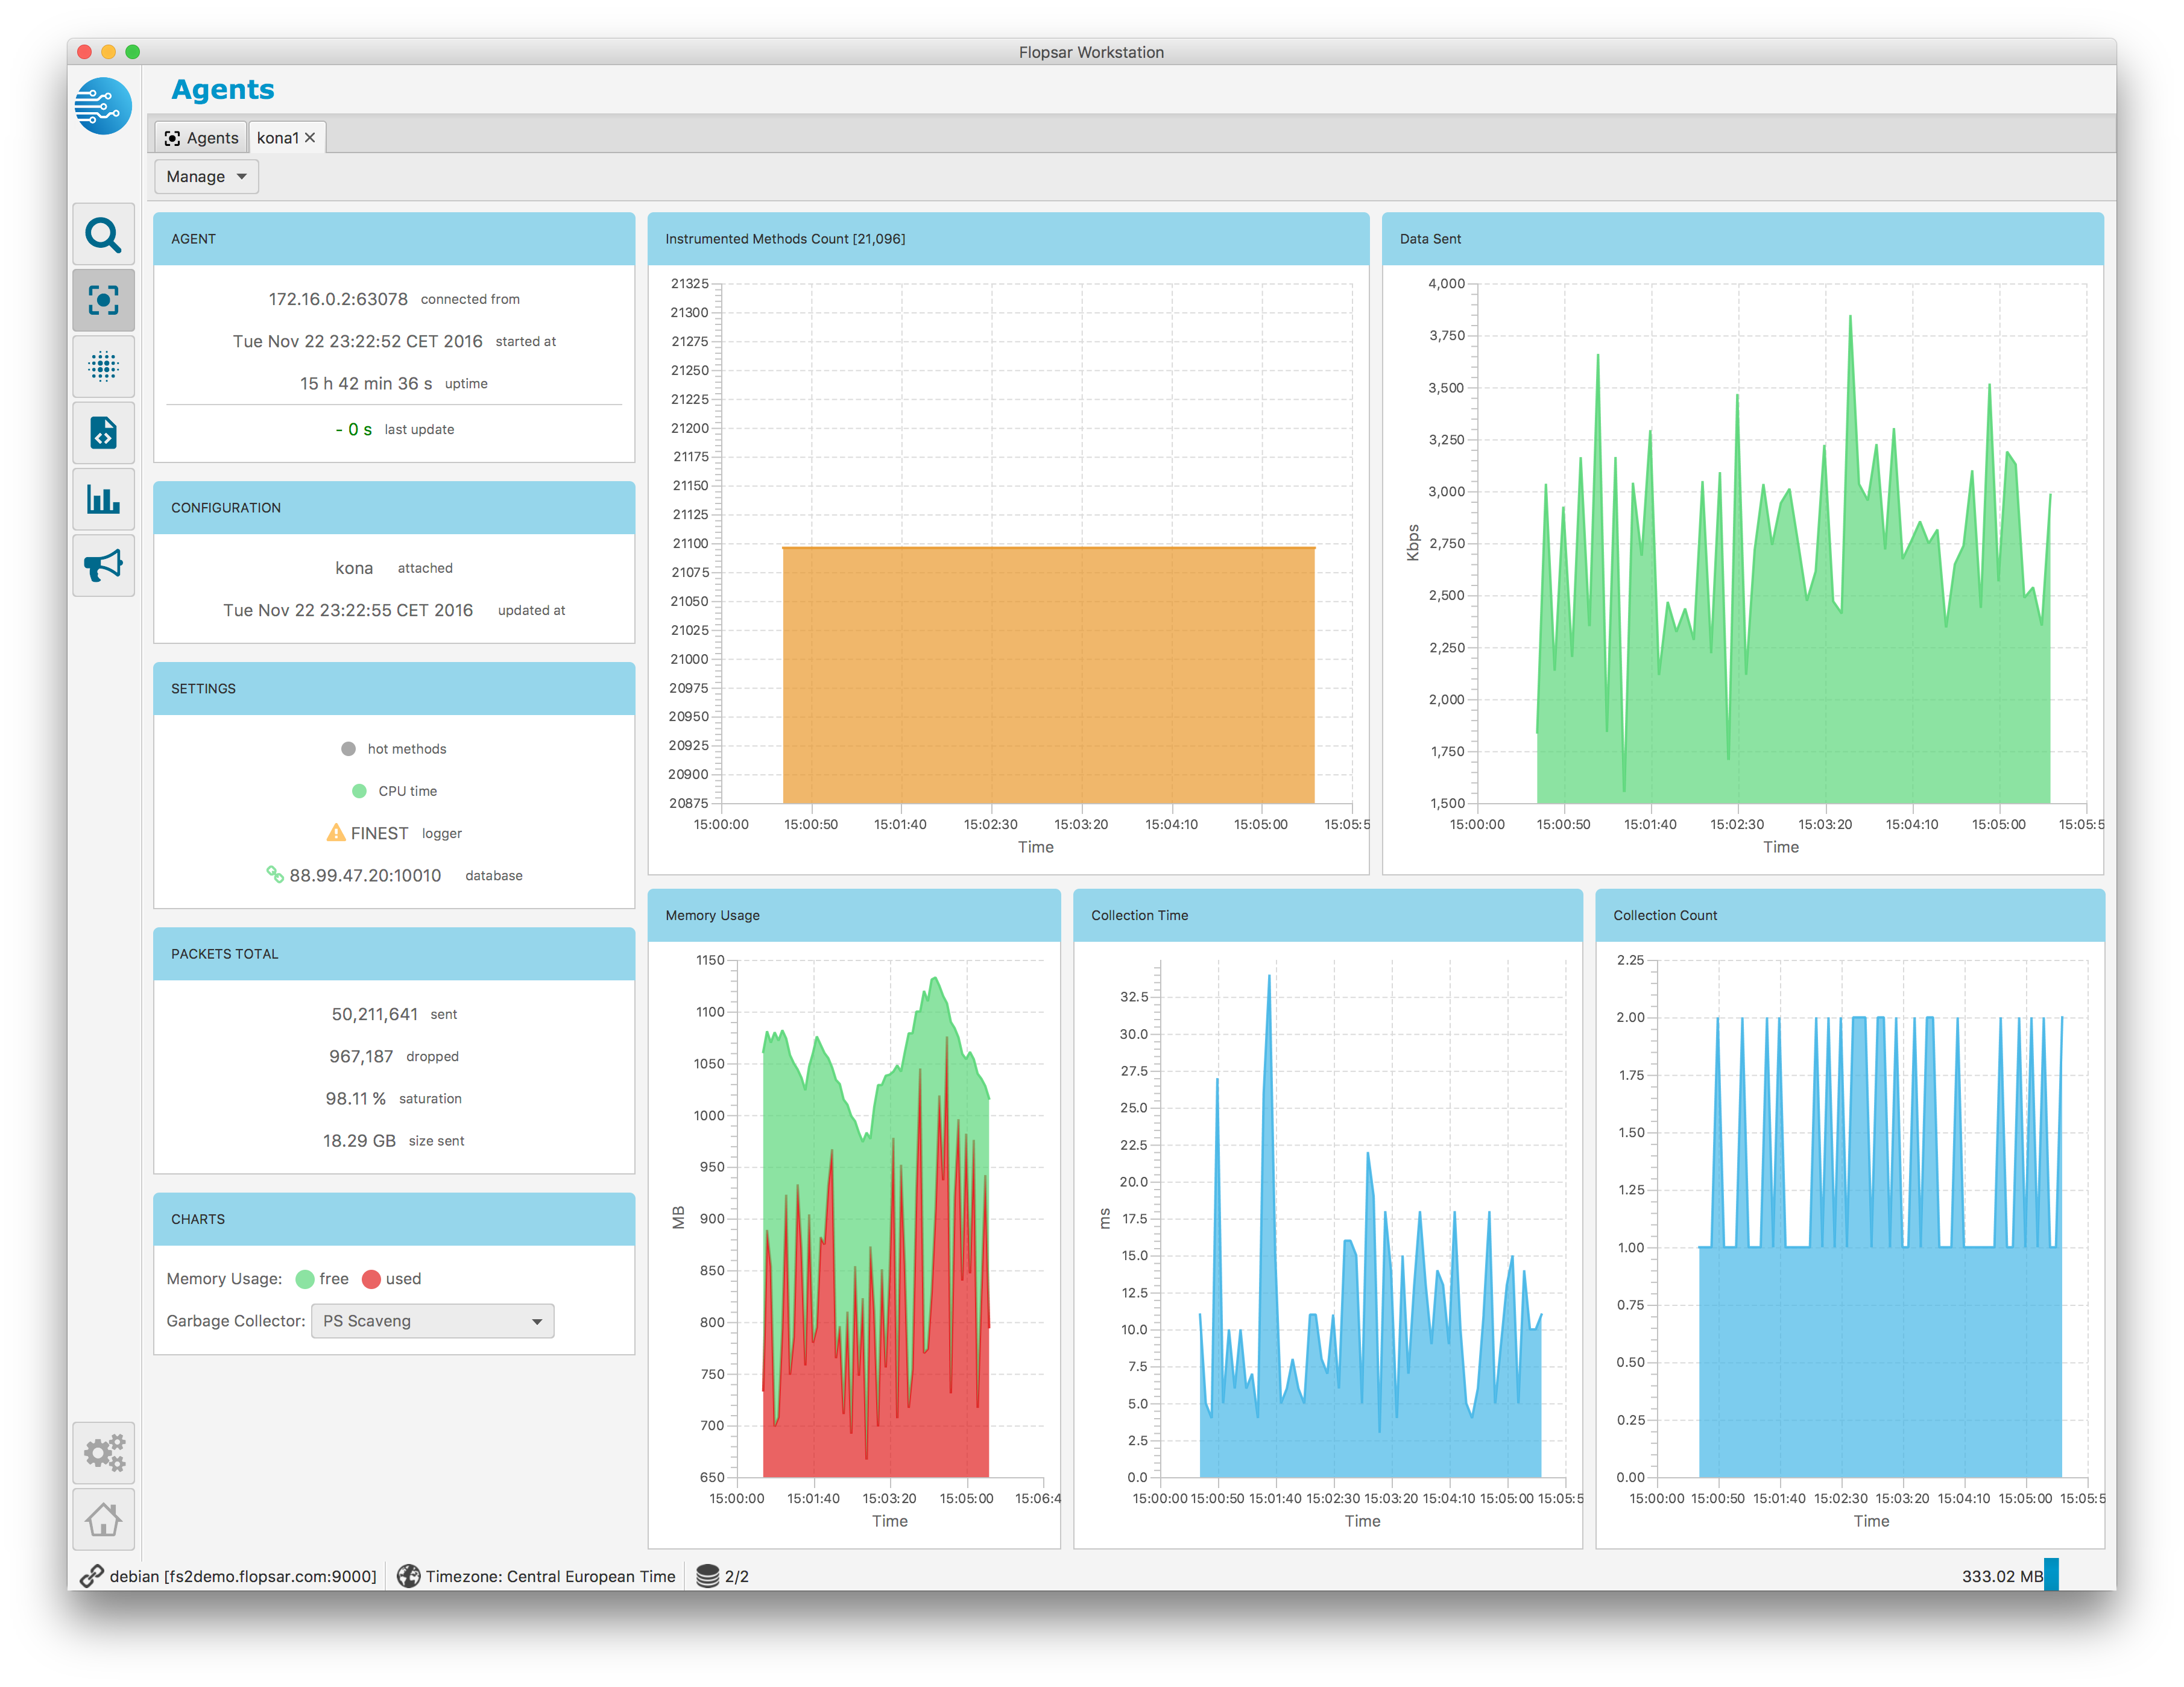 Flopsar Workstation
Agents
Agents
kona1
Manage
AGENT
172.16.0.2:63078 connected from
Tue Nov 22 23:22:52 CET 2016 started at
15 h 42 min 36 s uptime
- 0 s last update
CONFIGURATION
kona attached
Tue Nov 22 23:22:55 CET 2016 updated at
SETTINGS
hot methods
CPU time
FINEST logger
88.99.47.20:10010 database
PACKETS TOTAL
50,211,641 sent
967,187 dropped
98.11 % saturation
18.29 GB size sent
CHARTS
Memory Usage: free used
Garbage Collector: PS Scaveng
Instrumented Methods Count [21,096]
21325
21300
21275
21250
21225
21200
21175
21150
21125
21100
21075
21050
21025
21000
20975
20950
20925
20900
20875
15:00:00 15:00:50 15:01:40 15:02:30 15:03:20 15:04:10 15:05:00 15:05:5
Time
Data Sent
4,000
3,750
3,500
3,250
3,000
2,750
2,500
2,250
2,000
1,750
1,500
Kbps
15:00:00 15:00:50 15:01:40 15:02:30 15:03:20 15:04:10 15:05:00 15:05:5
Time
Memory Usage
1150
1100
1050
1000
950
900
850
800
750
700
650
MB
15:00:00 15:01:40 15:03:20 15:05:00 15:06:4
Time
Collection Time
32.5
30.0
27.5
25.0
22.5
20.0
17.5
15.0
12.5
10.0
7.5
5.0
2.5
0.0
ms
15:00:00 15:00:50 15:01:40 15:02:30 15:03:20 15:04:10 15:05:00 15:05:5
Time
Collection Count
2.25
2.00
1.75
1.50
1.25
1.00
0.75
0.50
0.25
0.00
15:00:00 15:00:50 15:01:40 15:02:30 15:03:20 15:04:10 15:05:00 15:05:5
Time
debian [fs2demo.flopsar.com:9000] Timezone: Central European Time 2/2 333.02 MB